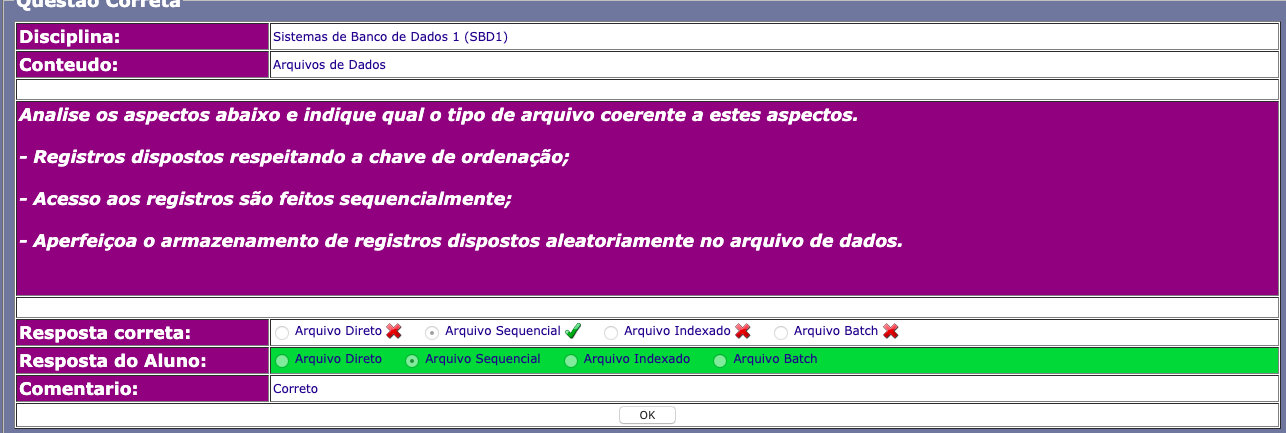 Questão Correta
Disciplina: Sistemas de Banco de Dados 1 (SBD1)
Conteudo: Arquivos de Dados
Analise os aspectos abaixo e indique qual o tipo de arquivo coerente a estes aspectos.
- Registros dispostos respeitando a chave de ordenação;
- Acesso aos registros são feitos sequencialmente;
- Aperfeiçoa o armazenamento de registros dispostos aleatoriamente no arquivo de dados.
Resposta correta: Arquivo Direto Arquivo Sequencial Arquivo Indexado Arquivo Batch
Resposta do Aluno: Arquivo Direto Arquivo Sequencial Arquivo Indexado Arquivo Batch
Comentario: Correto
OK